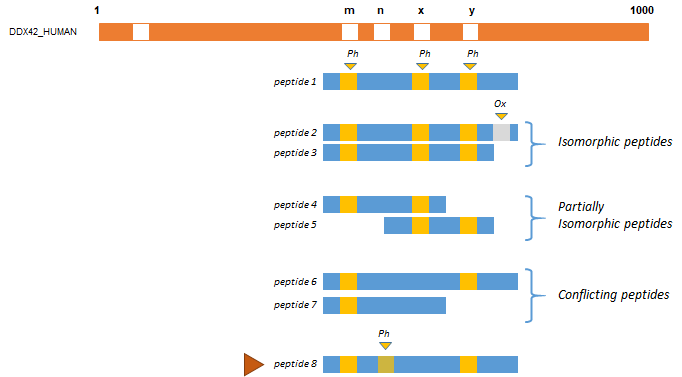 1 m n x y 1000
DDX42_HUMAN
Ph Ph Ph
peptide 1
Ox
peptide 2
peptide 3
Isomorphic peptides
peptide 4
peptide 5
Partially
Isomorphic peptides
peptide 6
peptide 7
Conflicting peptides
Ph
peptide 8